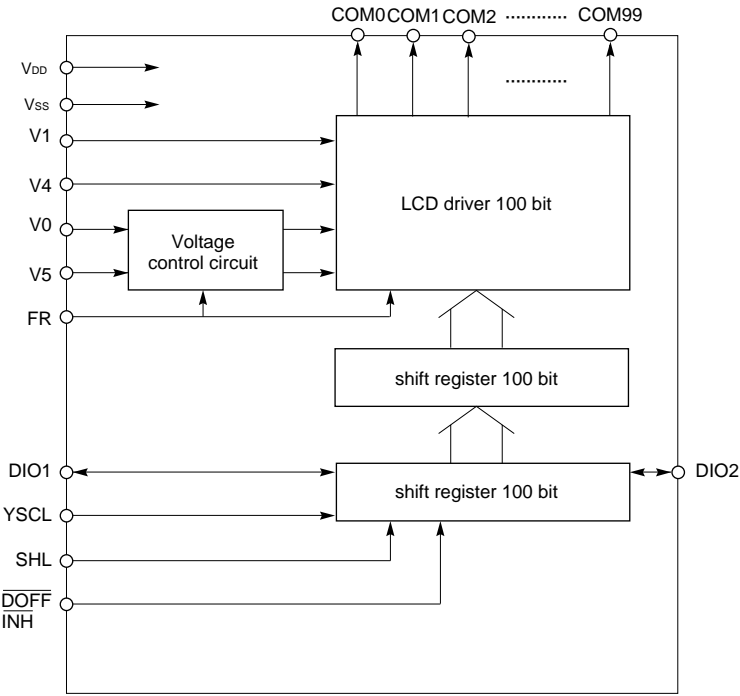 COM0 COM1 COM2 ............ COM99
............
VDD
VSS
V1
V4
LCD driver 100 bit
V0
Voltage
control circuit
V5
FR
shift register 100 bit
DIO1
shift register 100 bit
DIO2
YSCL
SHL
DOFF
INH